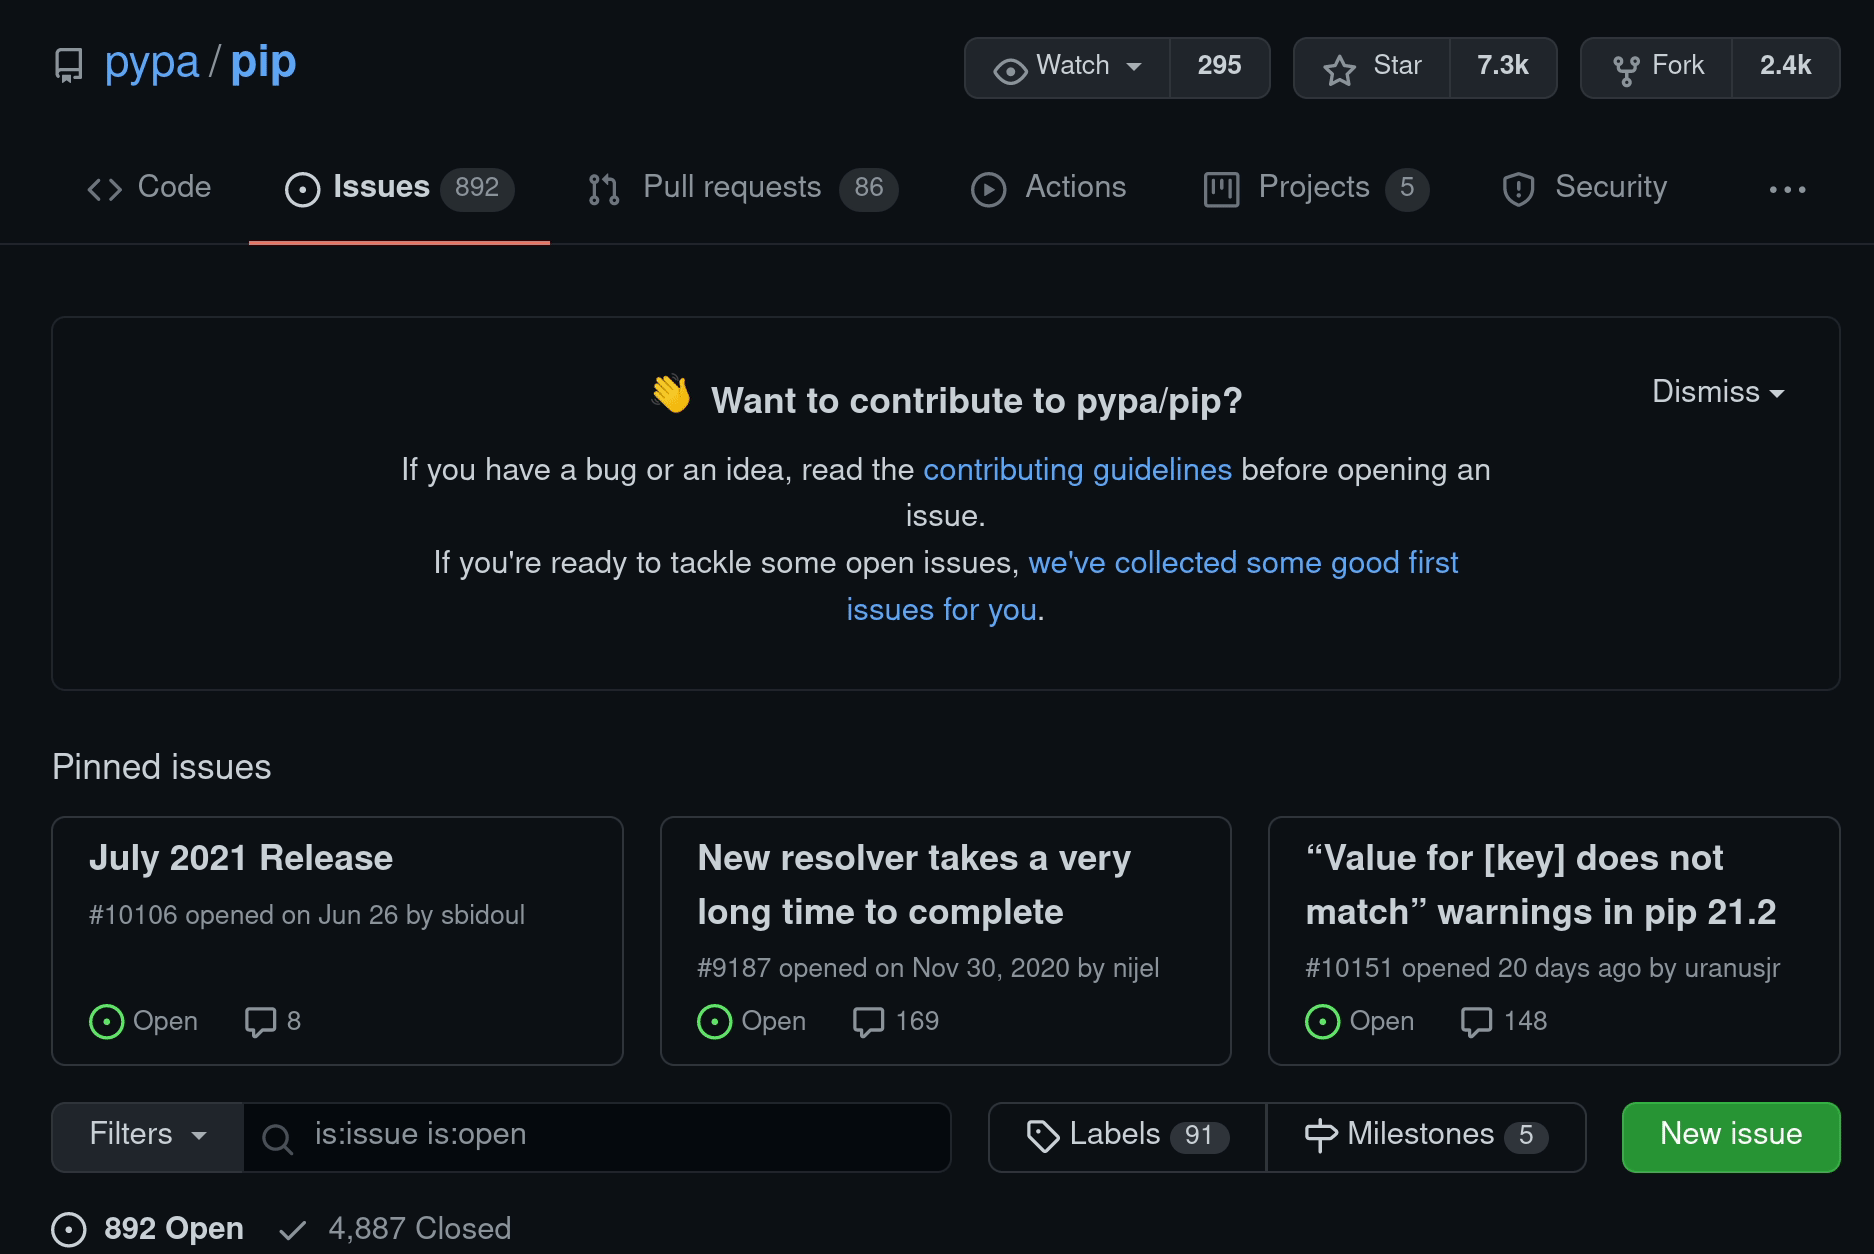 pypa / pip
Watch 295
Star 7.3k
Fork 2.4k
Code
Issues 892
Pull requests 86
Actions
Projects 5
Security
Want to contribute to pypa/pip?
Dismiss
If you have a bug or an idea, read the contributing guidelines before opening an
issue.
If you're ready to tackle some open issues, we've collected some good first
issues for you.
Pinned issues
July 2021 Release
#10106 opened on Jun 26 by sbidoul
Open 8
New resolver takes a very
long time to complete
#9187 opened on Nov 30, 2020 by nijel
Open 169
“Value for [key] does not
match” warnings in pip 21.2
#10151 opened 20 days ago by uranusjr
Open 148
Filters
is:issue is:open
Labels 91
Milestones 5
New issue
892 Open
4,887 Closed